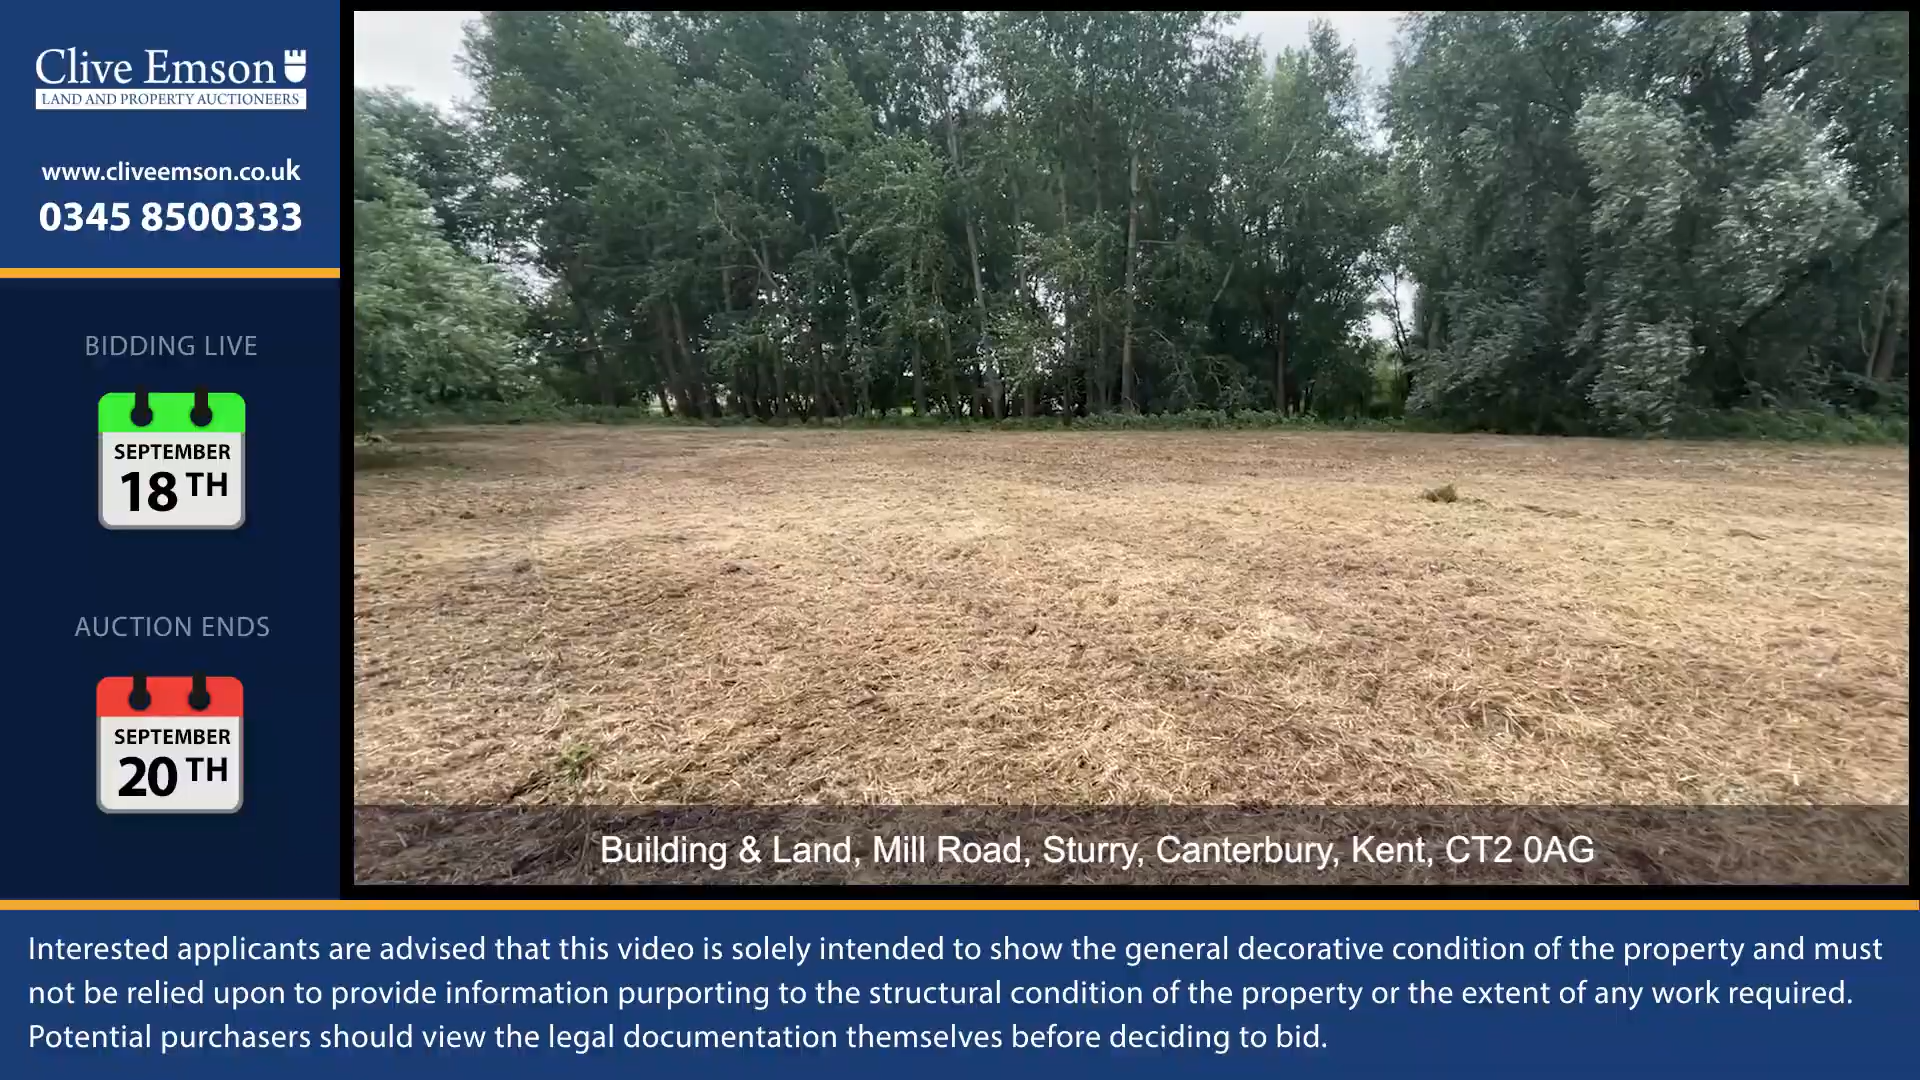 Clive Emson
LAND AND PROPERTY AUCTIONEERS
www.cliveemson.co.uk
0345 8500333
BIDDING LIVE
SEPTEMBER
18 TH
AUCTION ENDS
SEPTEMBER
20 TH
Building & Land, Mill Road, Sturry, Canterbury, Kent, CT2 0AG
Interested applicants are advised that this video is solely intended to show the general decorative condition of the property and must
not be relied upon to provide information purporting to the structural condition of the property or the extent of any work required.
Potential purchasers should view the legal documentation themselves before deciding to bid.